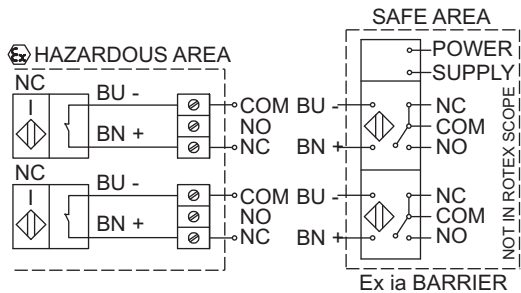 SAFE AREA
Ex HAZARDOUS AREA
POWER
SUPPLY
NC
I
BU -
BN +
COM
NO
NC
BU -
BN +
NC
COM
NO
NC
I
BU -
BN +
COM
NO
NC
BU -
BN +
NC
COM
NO
NOT IN ROTEX SCOPE
Ex ia BARRIER